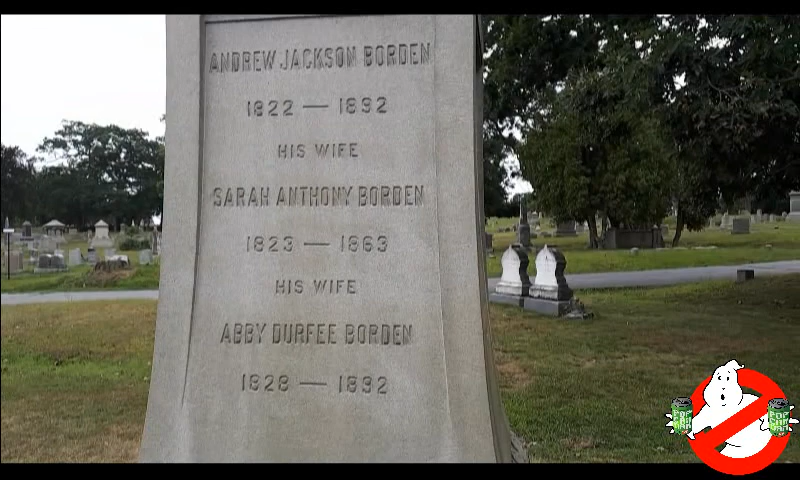 ANDREW JACKSON BORDEN
1822 — 1892
HIS WIFE
SARAH ANTHONY BORDEN
1823 — 1863
HIS WIFE
ABBY DURFEE BORDEN
1828 — 1892